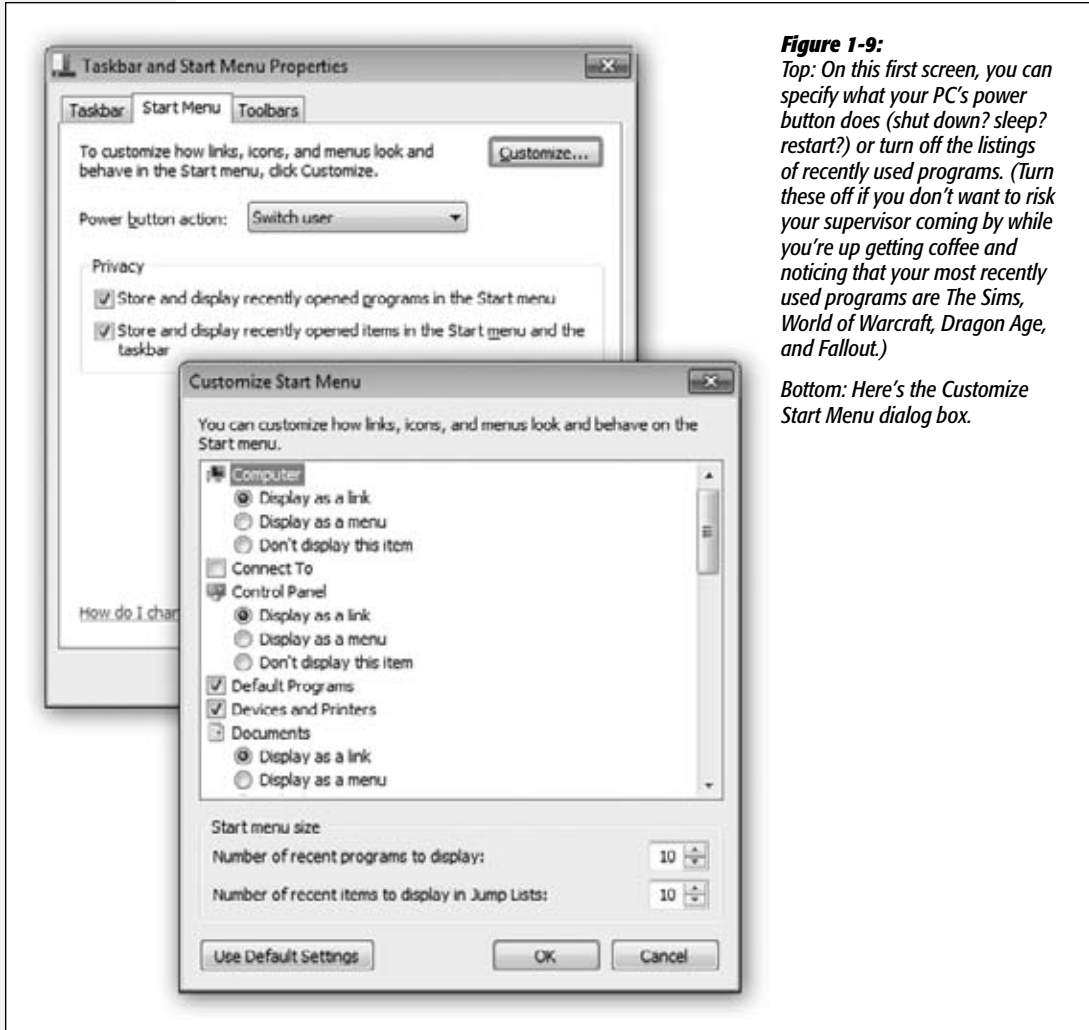 Taskbar and Start Menu Properties
Taskbar
Start Menu
Toolbars
To customize how links, icons, and menus look and
behave in the Start menu, click Customize.
Customize...
Power button action:
Switch user
Privacy
Store and display recently opened programs in the Start menu
Store and display recently opened items in the Start menu and the
taskbar
How do I
Customize Start Menu
You can customize how links, icons, and menus look and behave on the
Start menu.
Computer
Display as a link
Display as a menu
Don't display this item
Connect To
Control Panel
Display as a link
Display as a menu
Don't display this item
Default Programs
Devices and Printers
Documents
Display as a link
Display as a menu
Start menu size
Number of recent programs to display:
10
Number of recent items to display in Jump Lists:
10
Use Default Settings
OK
Cancel
Figure 1-9:
Top: On this first screen, you can
specify what your PC's power
button does (shut down? sleep?
restart?) or turn off the listings
of recently used programs. (Turn
these off if you don't want to risk
your supervisor coming by while
you're up getting coffee and
noticing that your most recently
used programs are The Sims,
World of Warcraft, Dragon Age,
and Fallout.)
Bottom: Here's the Customize
Start Menu dialog box.